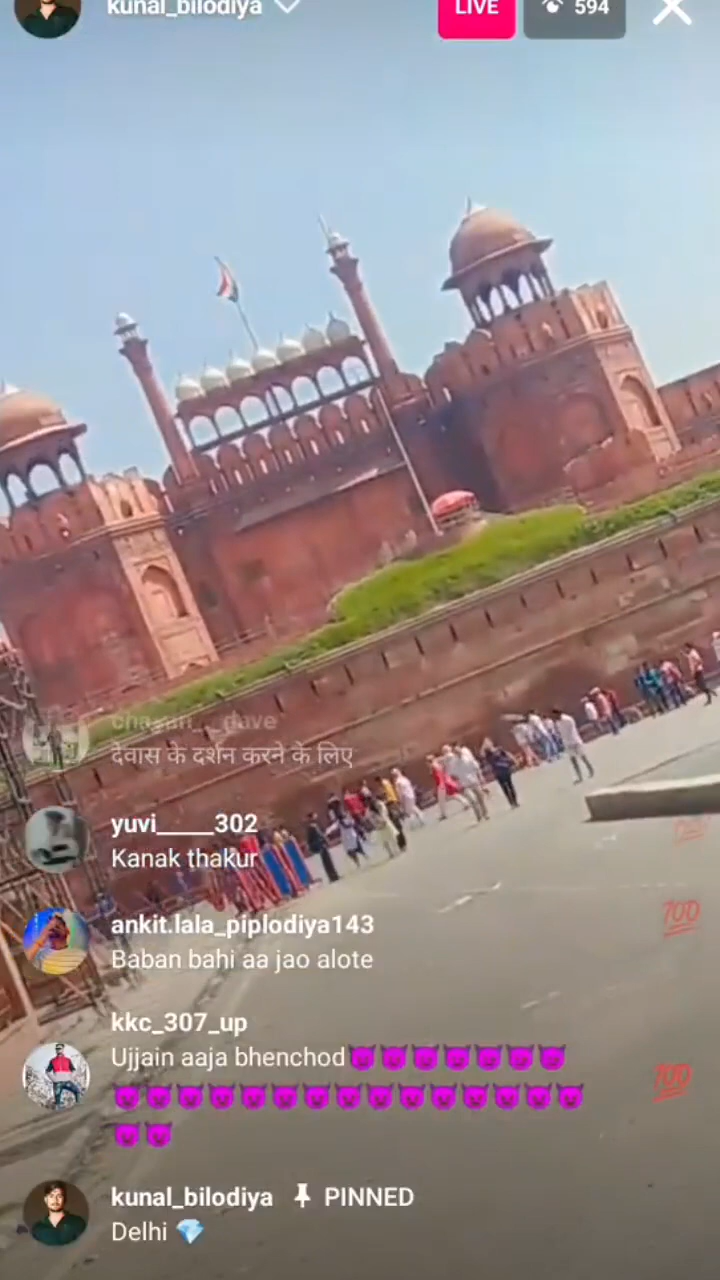 kunal_bilodiya
LIVE
594
chayan__dave
देवास के दर्शन करने के लिए
yuvi_____302
Kanak thakur
ankit.lala_piplodiya143
Baban bahi aa jao alote
kkc_307_up
Ujjain aaja bhenchod😈😈😈😈😈😈😈
😈😈😈😈😈😈😈😈😈😈😈😈😈😈😈
😈😈
kunal_bilodiya 📌 PINNED
Delhi 💎